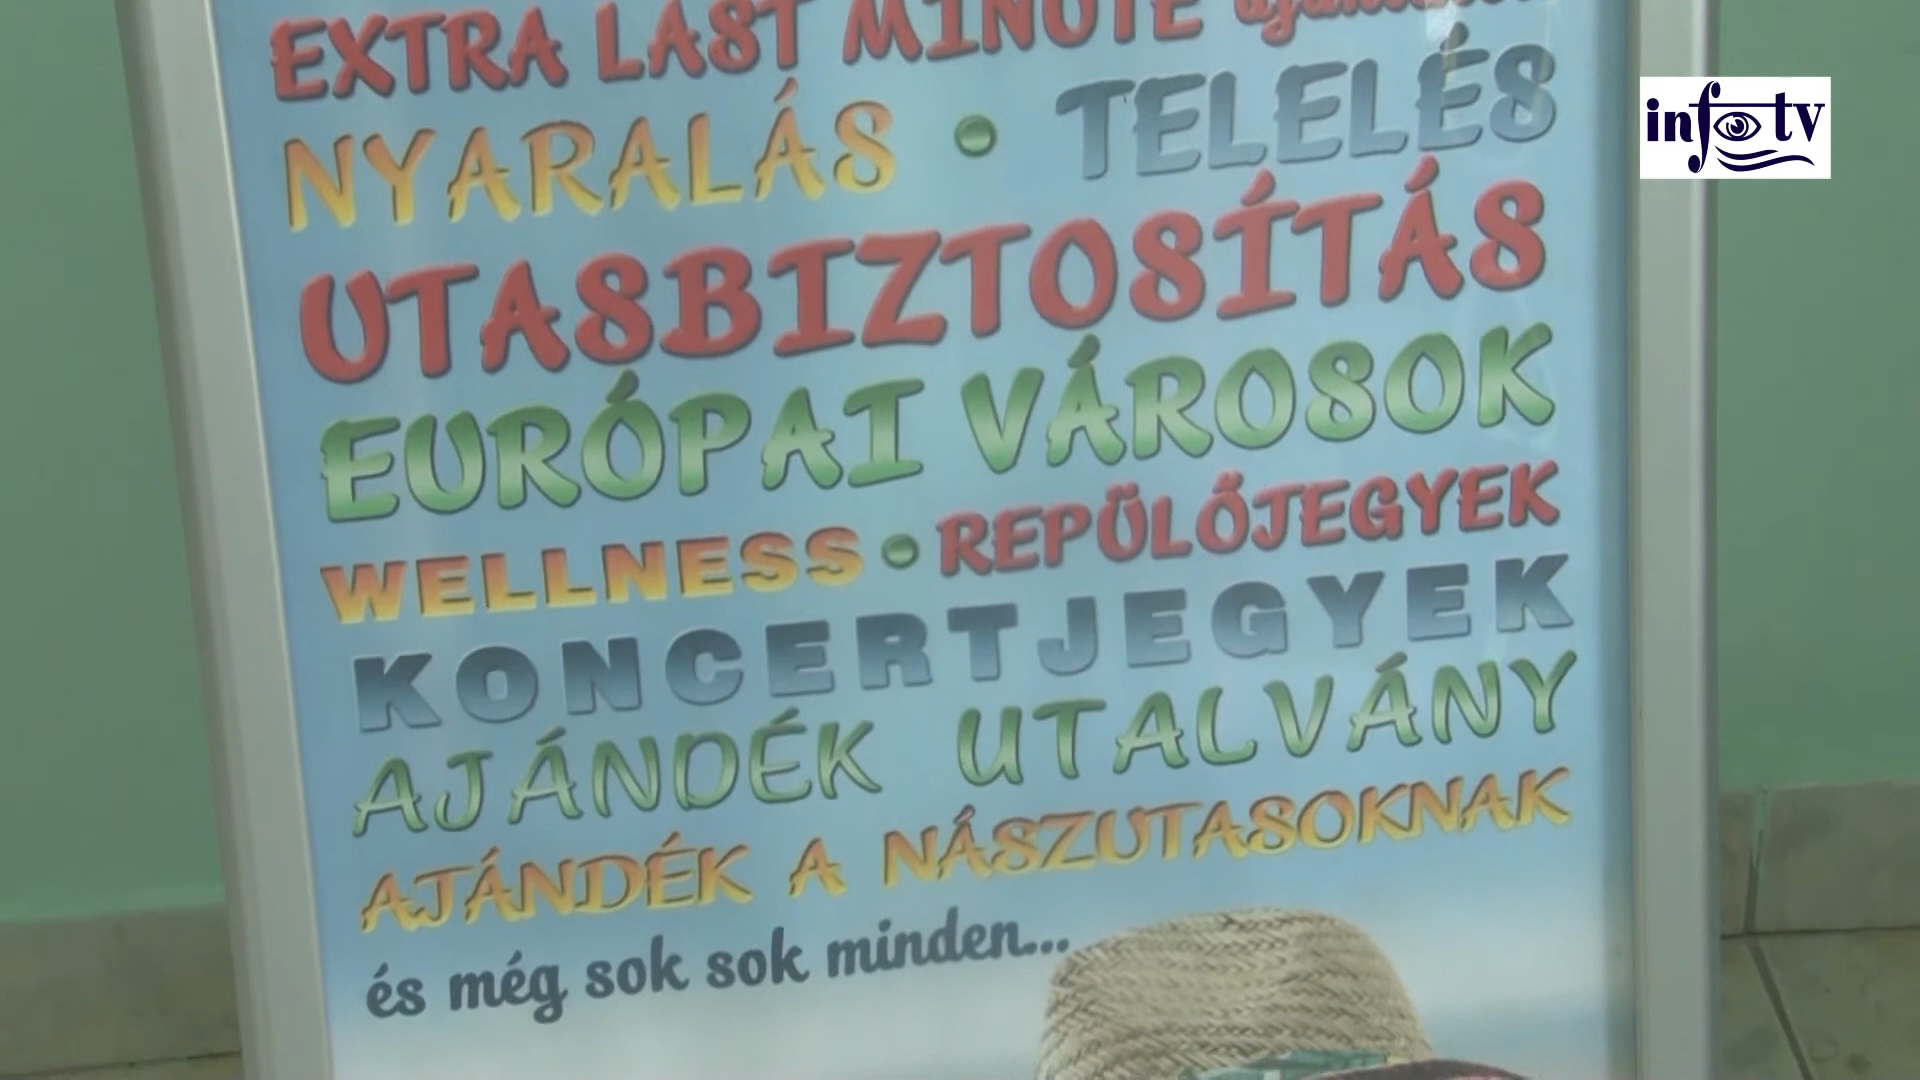 EXTRA LAST MINUTE
NYARALÁS • TELELÉS
UTASBIZTOSÍTÁS
EURÓPAI VÁROSOK
WELLNESS • REPÜLŐJEGYEK
KONCERTJEGYEK
AJÁNDÉK UTALVÁNY
AJÁNDÉK A NÁSZUTASOKNAK
és még sok sok minden...
info tv